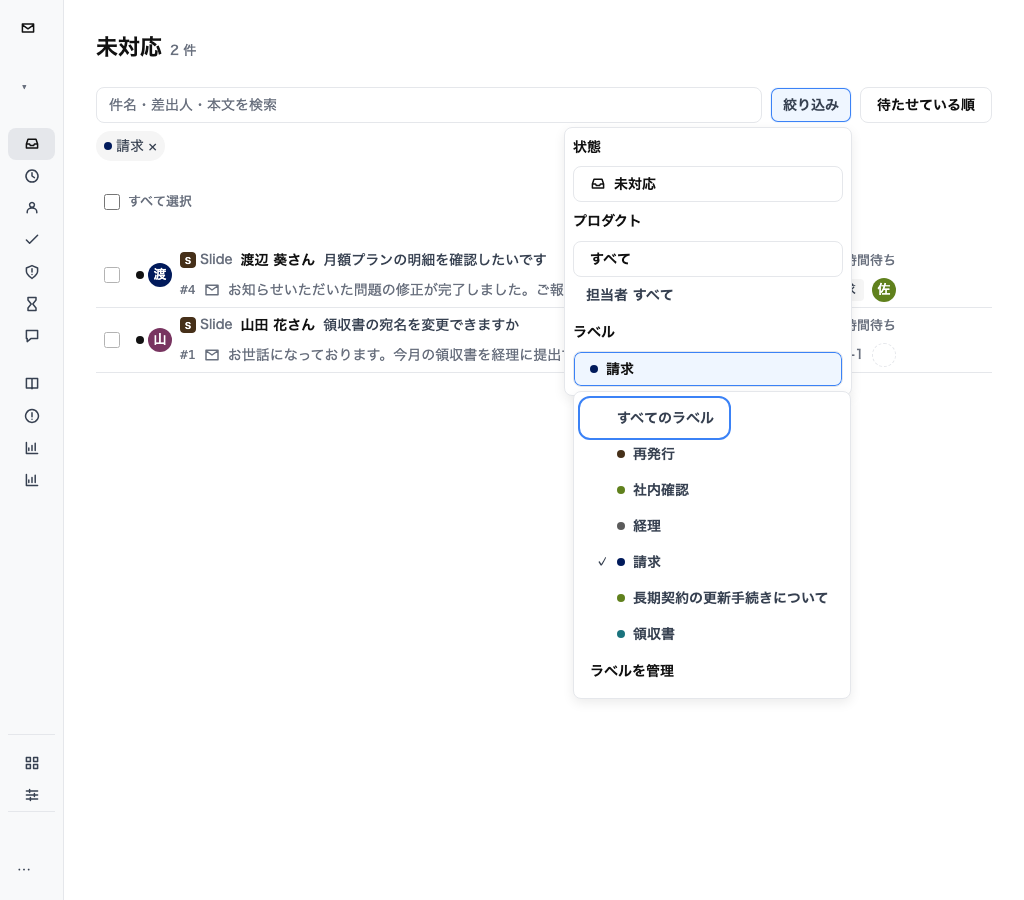 未対応 2 件
件名・差出人・本文を検索
絞り込み
待たせている順
請求 ×
状態
未対応
プロダクト
すべて
担当者 すべて
ラベル
請求
すべてのラベル
再発行
社内確認
経理
✓ 請求
長期契約の更新手続きについて
領収書
ラベルを管理
すべて選択
S Slide 渡辺 葵さん 月額プランの明細を確認したいです
間待ち
渡
#4 お知らせいただいた問題の修正が完了しました。ご報
佐
S Slide 山田 花さん 領収書の宛名を変更できますか
間待ち
山
#1 お世話になっております。今月の領収書を経理に提出
-1
…